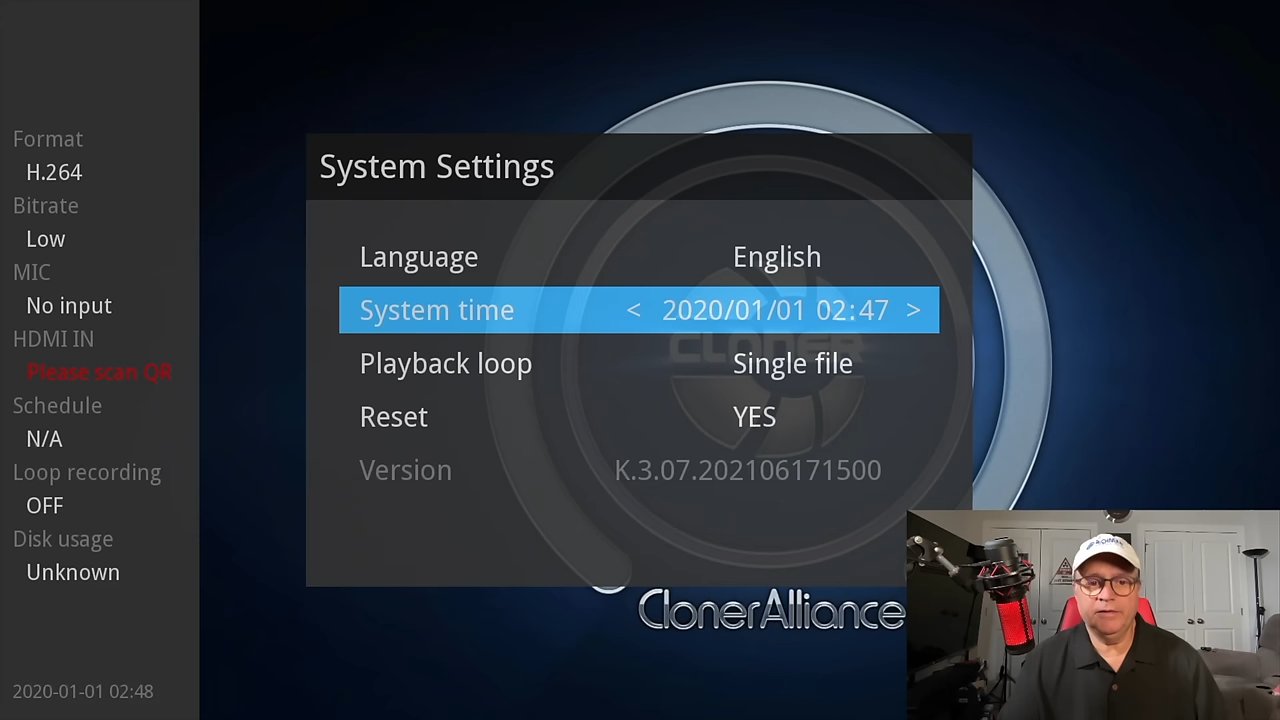 Format
H.264
Bitrate
Low
MIC
No input
HDMI IN
Please scan QR
Schedule
N/A
Loop recording
OFF
Disk usage
Unknown
2020-01-01 02:48
System Settings
Language English
System time < 2020/01/01 02:47 >
Playback loop Single file
Reset YES
Version K.3.07.202106171500
CLONER
ClonerAlliance